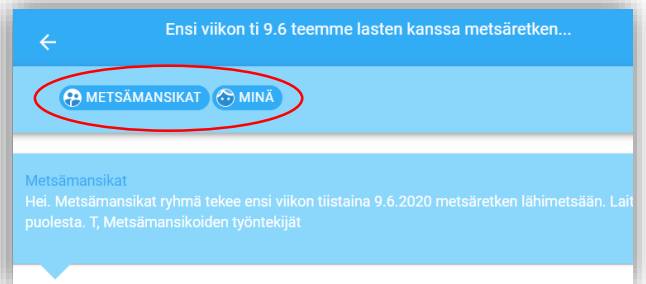 Ensi viikon ti 9.6 teemme lasten kanssa metsäretken...
METSÄMANSIKAT MINÄ
Metsämansikat
Hei. Metsämansikat ryhmä tekee ensi viikon tiistaina 9.6.2020 metsäretken lähimetsään. Lait
puolesta. T, Metsämansikoiden työntekijät